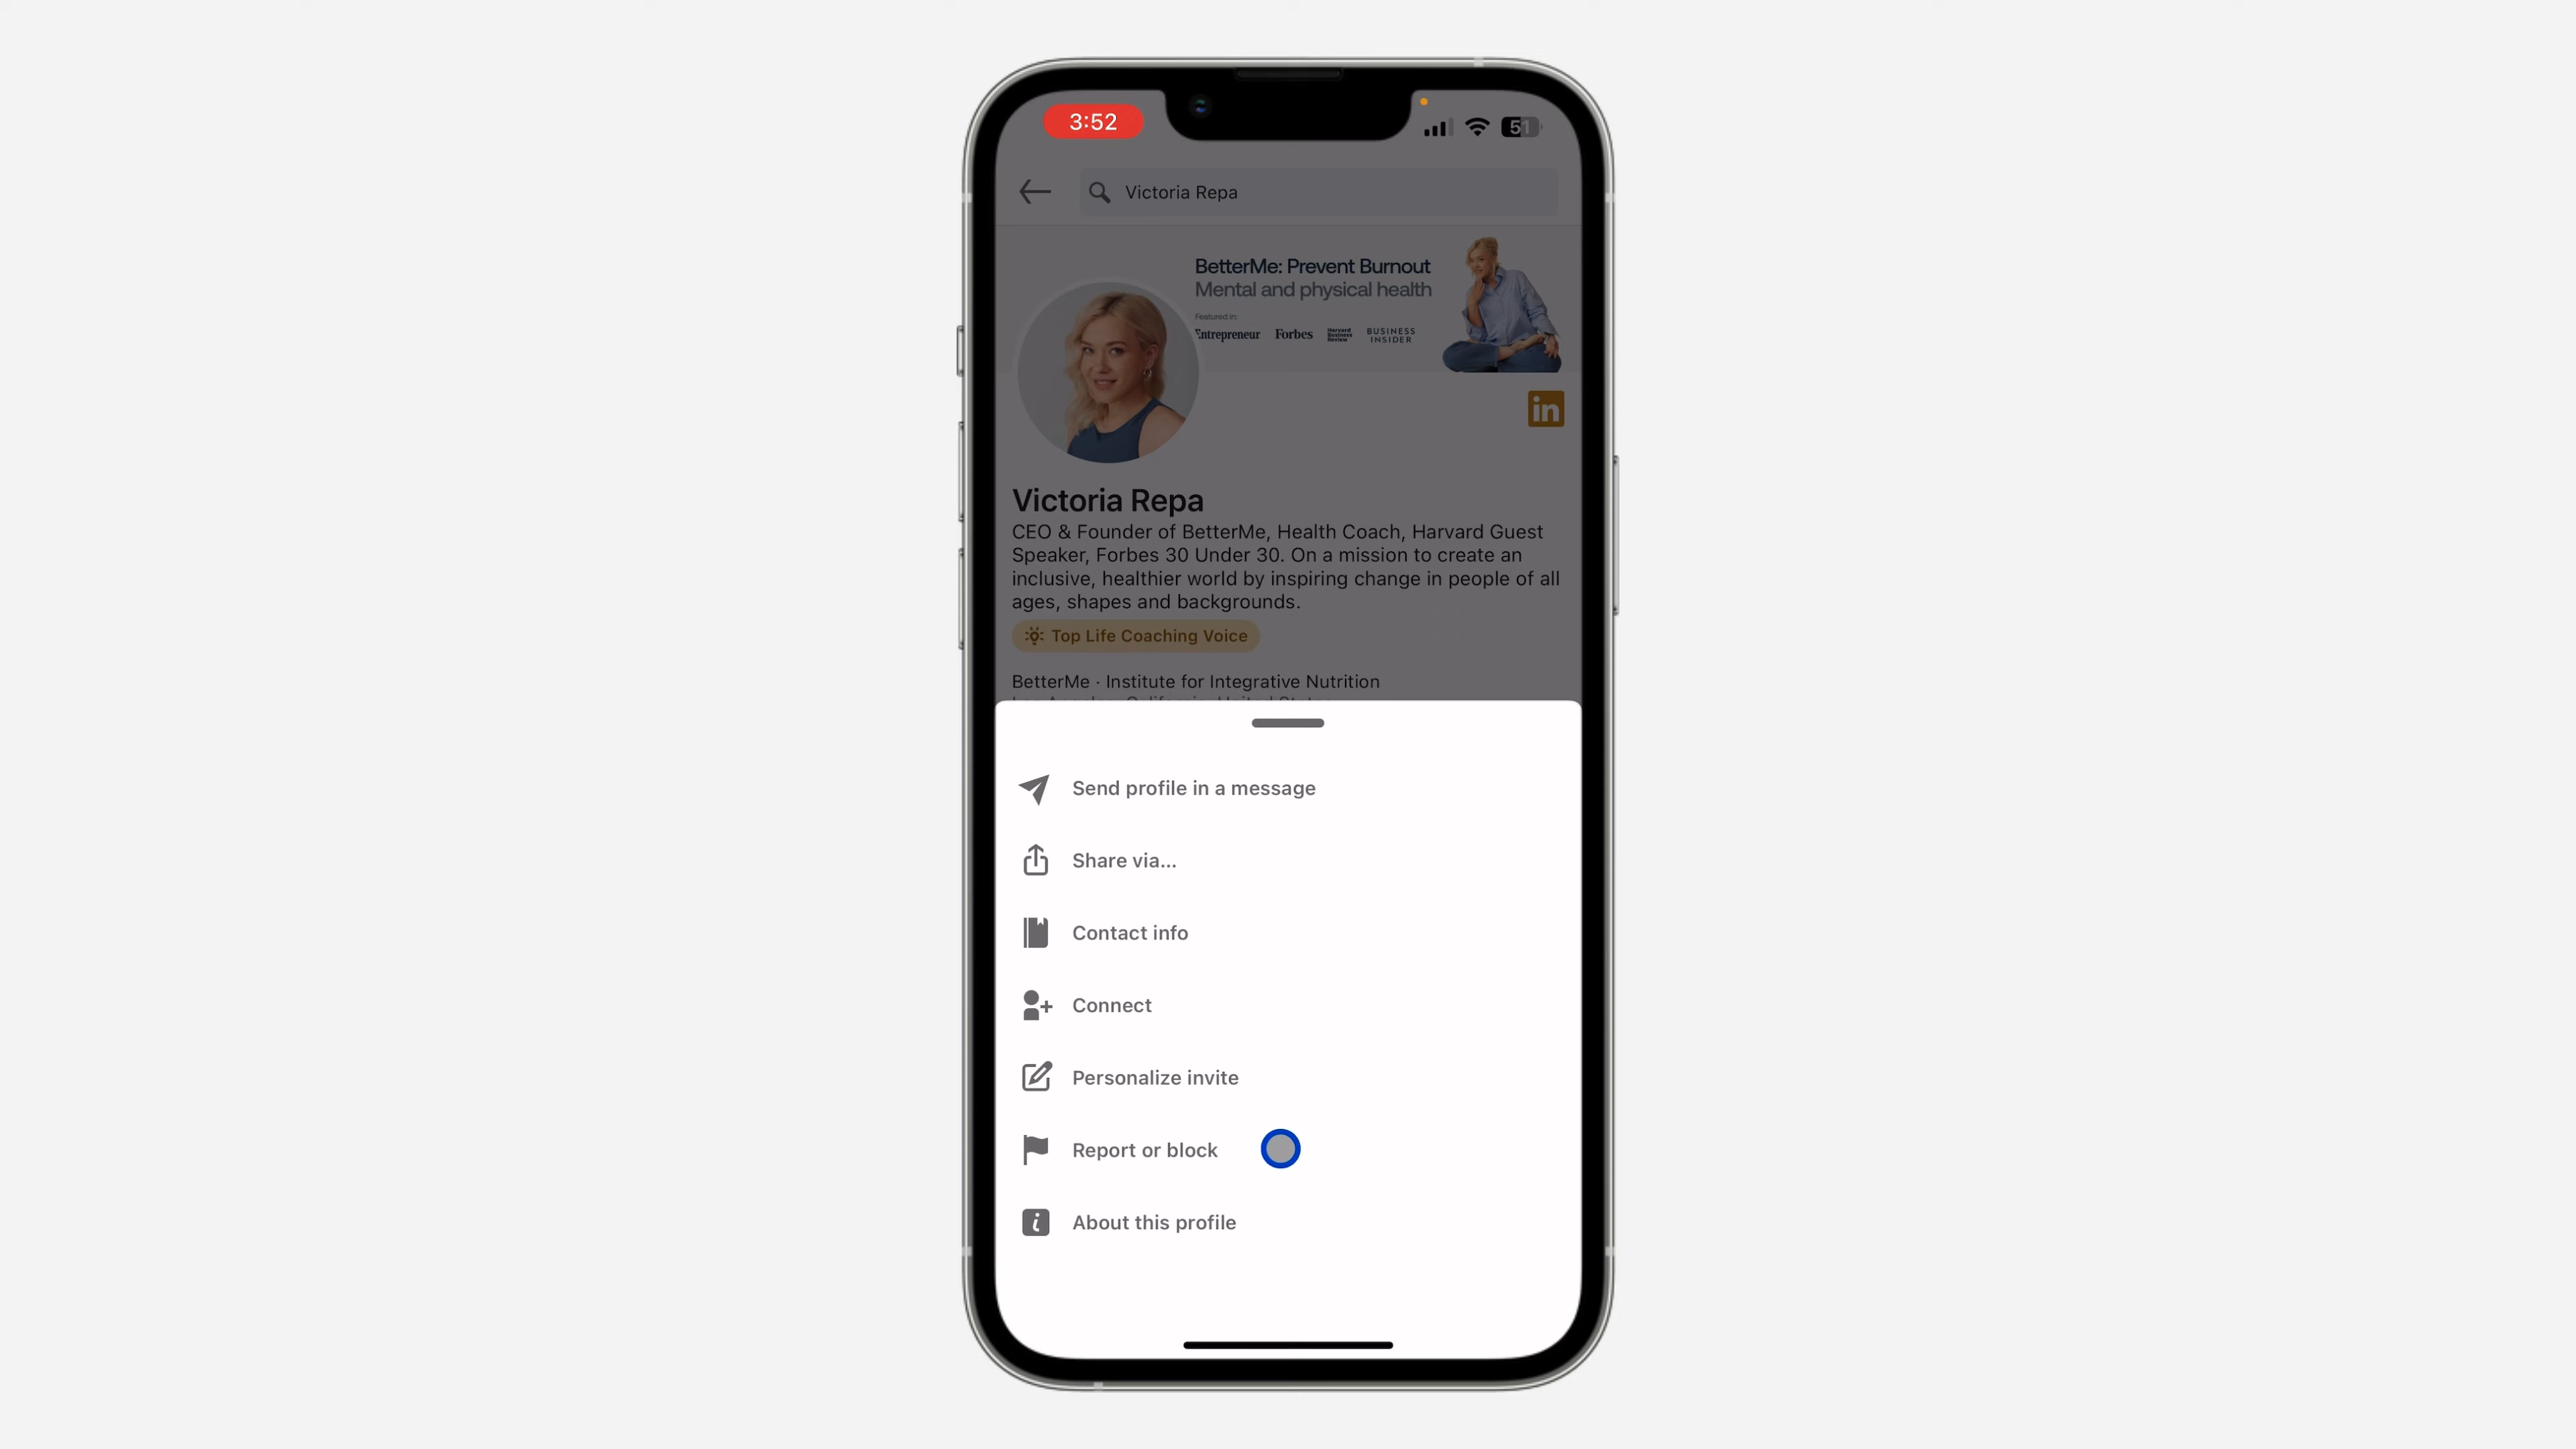 3:52
51
Victoria Repa
BetterMe: Prevent Burnout
Mental and physical health
Featured in:
Entrepreneur Forbes Harvard Business Review BUSINESS INSIDER
in
Victoria Repa
CEO & Founder of BetterMe, Health Coach, Harvard Guest
Speaker, Forbes 30 Under 30. On a mission to create an
inclusive, healthier world by inspiring change in people of all
ages, shapes and backgrounds.
Top Life Coaching Voice
BetterMe · Institute for Integrative Nutrition
Send profile in a message
Share via...
Contact info
Connect
Personalize invite
Report or block
About this profile